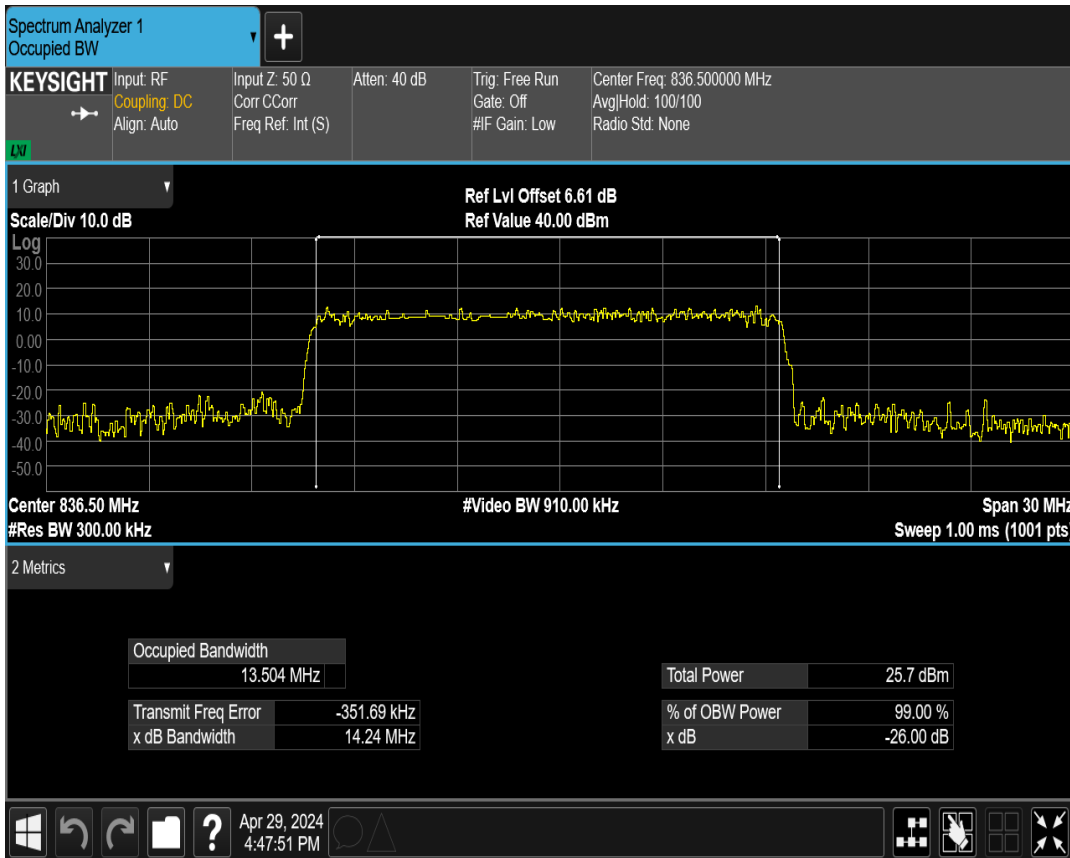 Spectrum Analyzer 1
Occupied BW
KEYSIGHT
Input: RF
Coupling: DC
Align: Auto
Input Z: 50 Ω
Corr CCorr
Freq Ref: Int (S)
Atten: 40 dB
Trig: Free Run
Gate: Off
#IF Gain: Low
Center Freq: 836.500000 MHz
Avg|Hold: 100/100
Radio Std: None
LXI
1 Graph
Scale/Div 10.0 dB
Ref Lvl Offset 6.61 dB
Ref Value 40.00 dBm
Log
30.0
20.0
10.0
0.00
-10.0
-20.0
-30.0
-40.0
-50.0
Center 836.50 MHz
#Video BW 910.00 kHz
Span 30 MHz
#Res BW 300.00 kHz
Sweep 1.00 ms (1001 pts)
2 Metrics
Occupied Bandwidth
13.504 MHz
Total Power 25.7 dBm
Transmit Freq Error -351.69 kHz
% of OBW Power 99.00 %
x dB Bandwidth 14.24 MHz
x dB -26.00 dB
Apr 29, 2024
4:47:51 PM